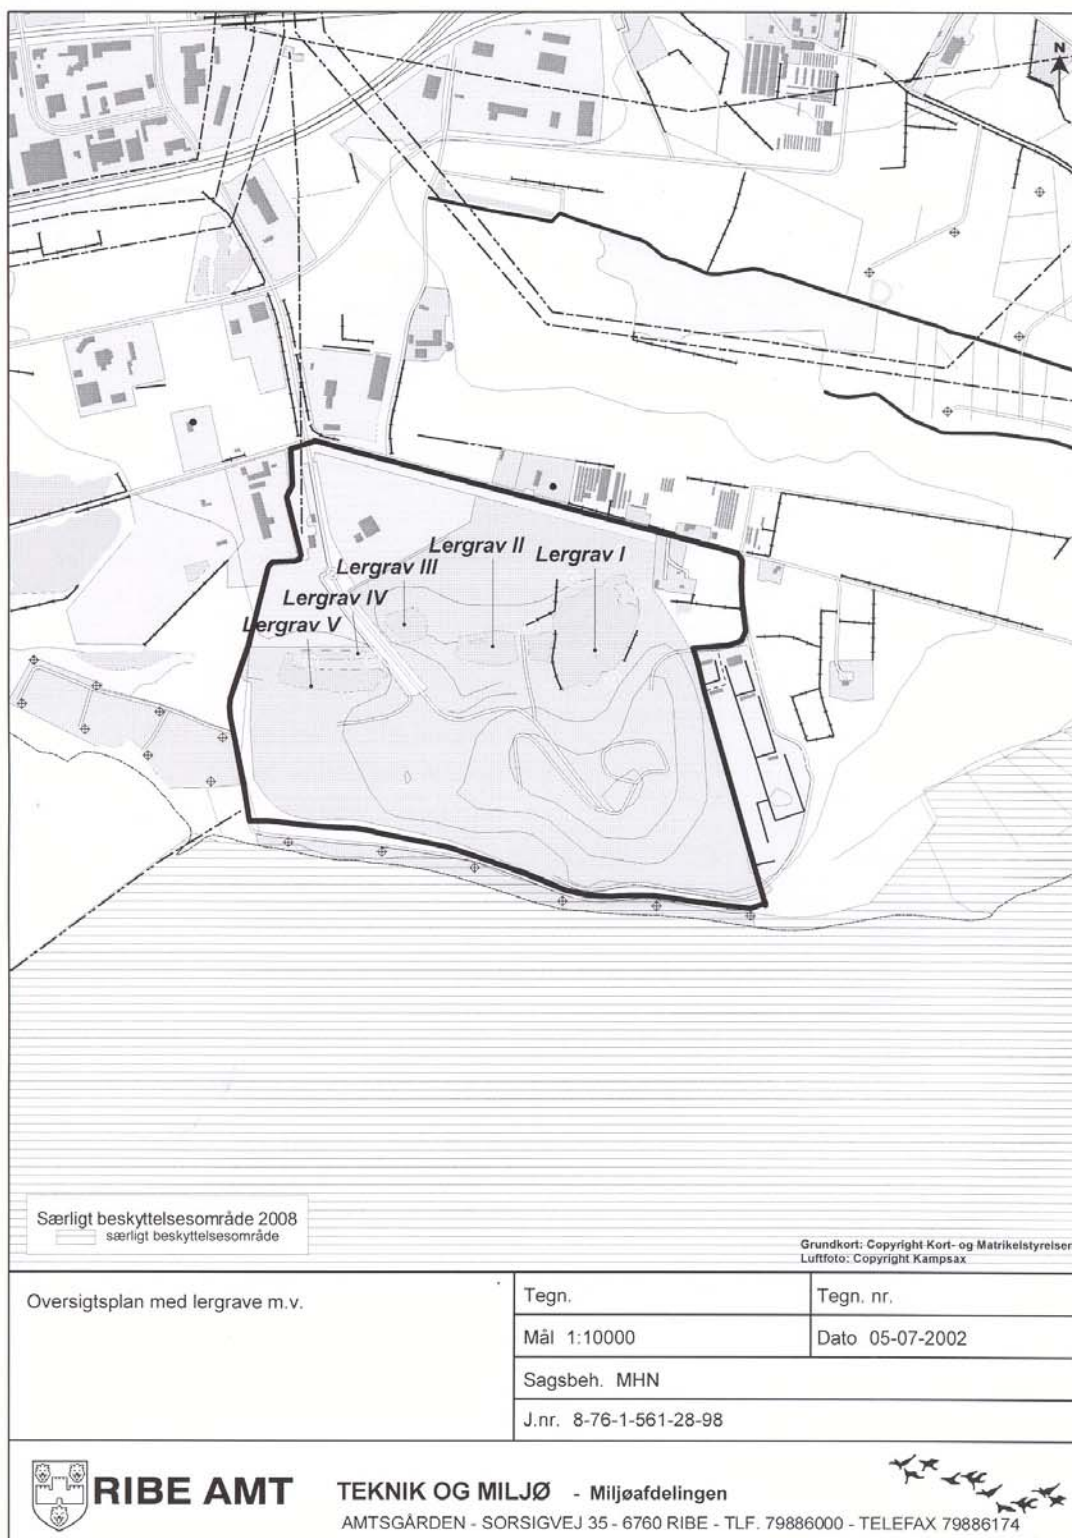 N
Lergrav II
Lergrav I
Lergrav III
Lergrav IV
Lergrav V
Særligt beskyttelsesområde 2008
særligt beskyttelsesområde
Grundkort: Copyright Kort- og Matrikelstyrelsen
Luftfoto: Copyright Kampsax
Oversigtsplan med lergrave m.v.
Tegn.
Tegn. nr.
Mål 1:10000
Dato 05-07-2002
Sagsbeh. MHN
J.nr. 8-76-1-561-28-98
RIBE AMT
TEKNIK OG MILJØ - Miljøafdelingen
AMTSGÅRDEN - SORSIGVEJ 35 - 6760 RIBE - TLF. 79886000 - TELEFAX 79886174